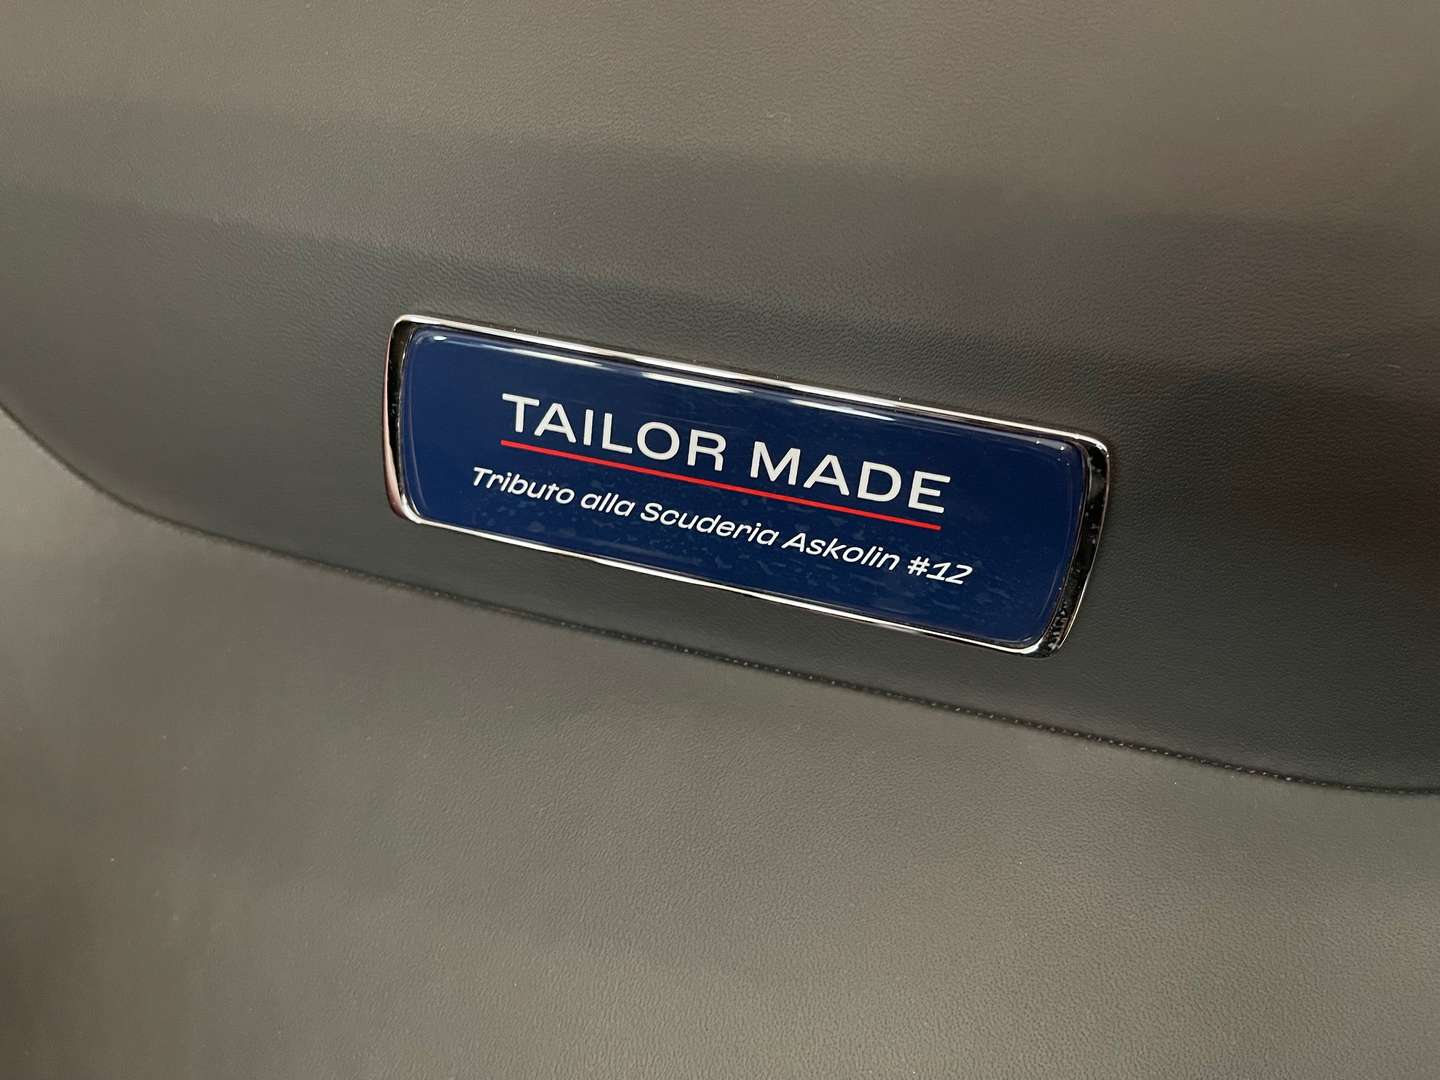 TAILOR MADE
Tributo alla Scuderia Askolin #12